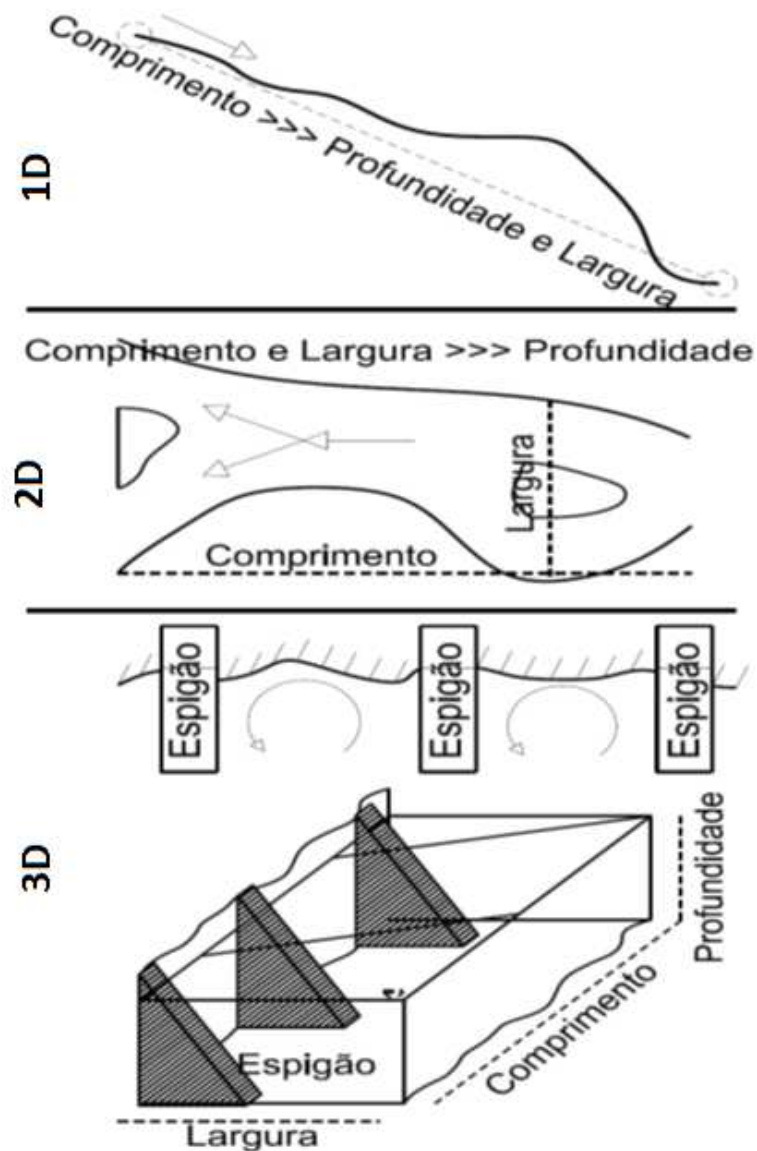 1D
Comprimento >>> Profundidade e Largura
2D
Comprimento e Largura >>> Profundidade
Largura
Comprimento
3D
Espigão
Espigão
Espigão
Profundidade
Comprimento
Espigão
Largura